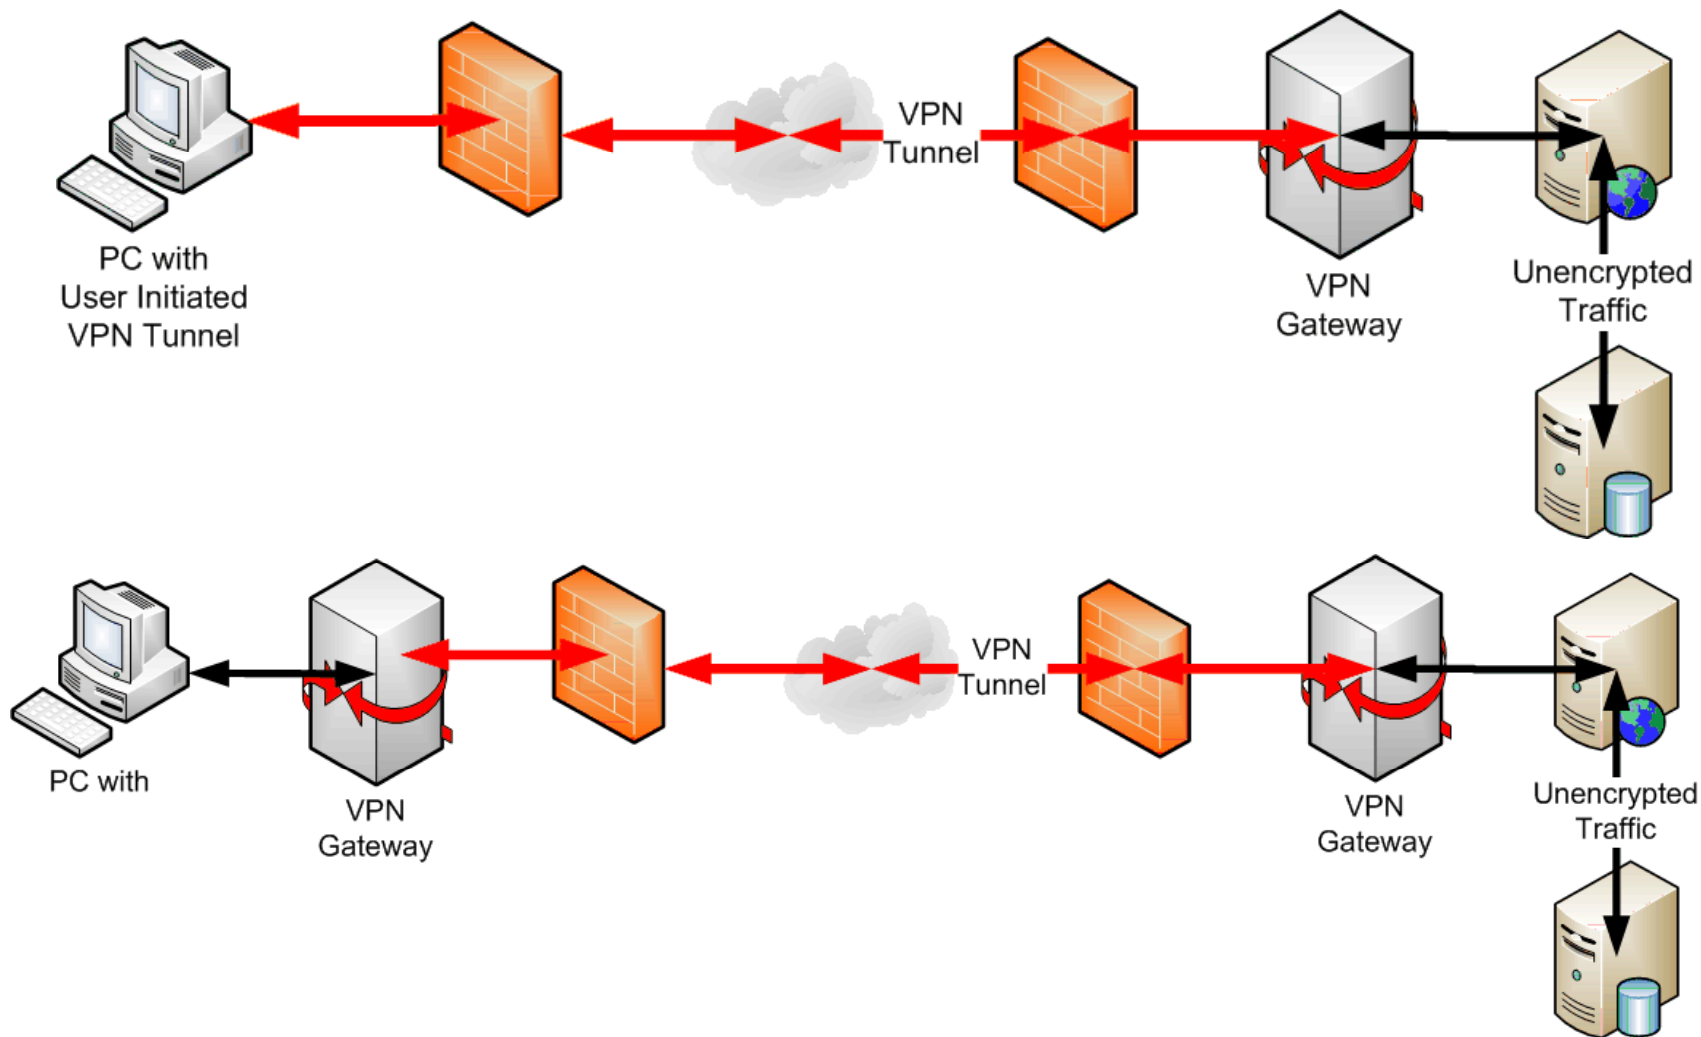 VPN
Tunnel
PC with
User Initiated
VPN Tunnel
VPN
Gateway
Unencrypted
Traffic
VPN
Tunnel
PC with
VPN
Gateway
VPN
Gateway
Unencrypted
Traffic